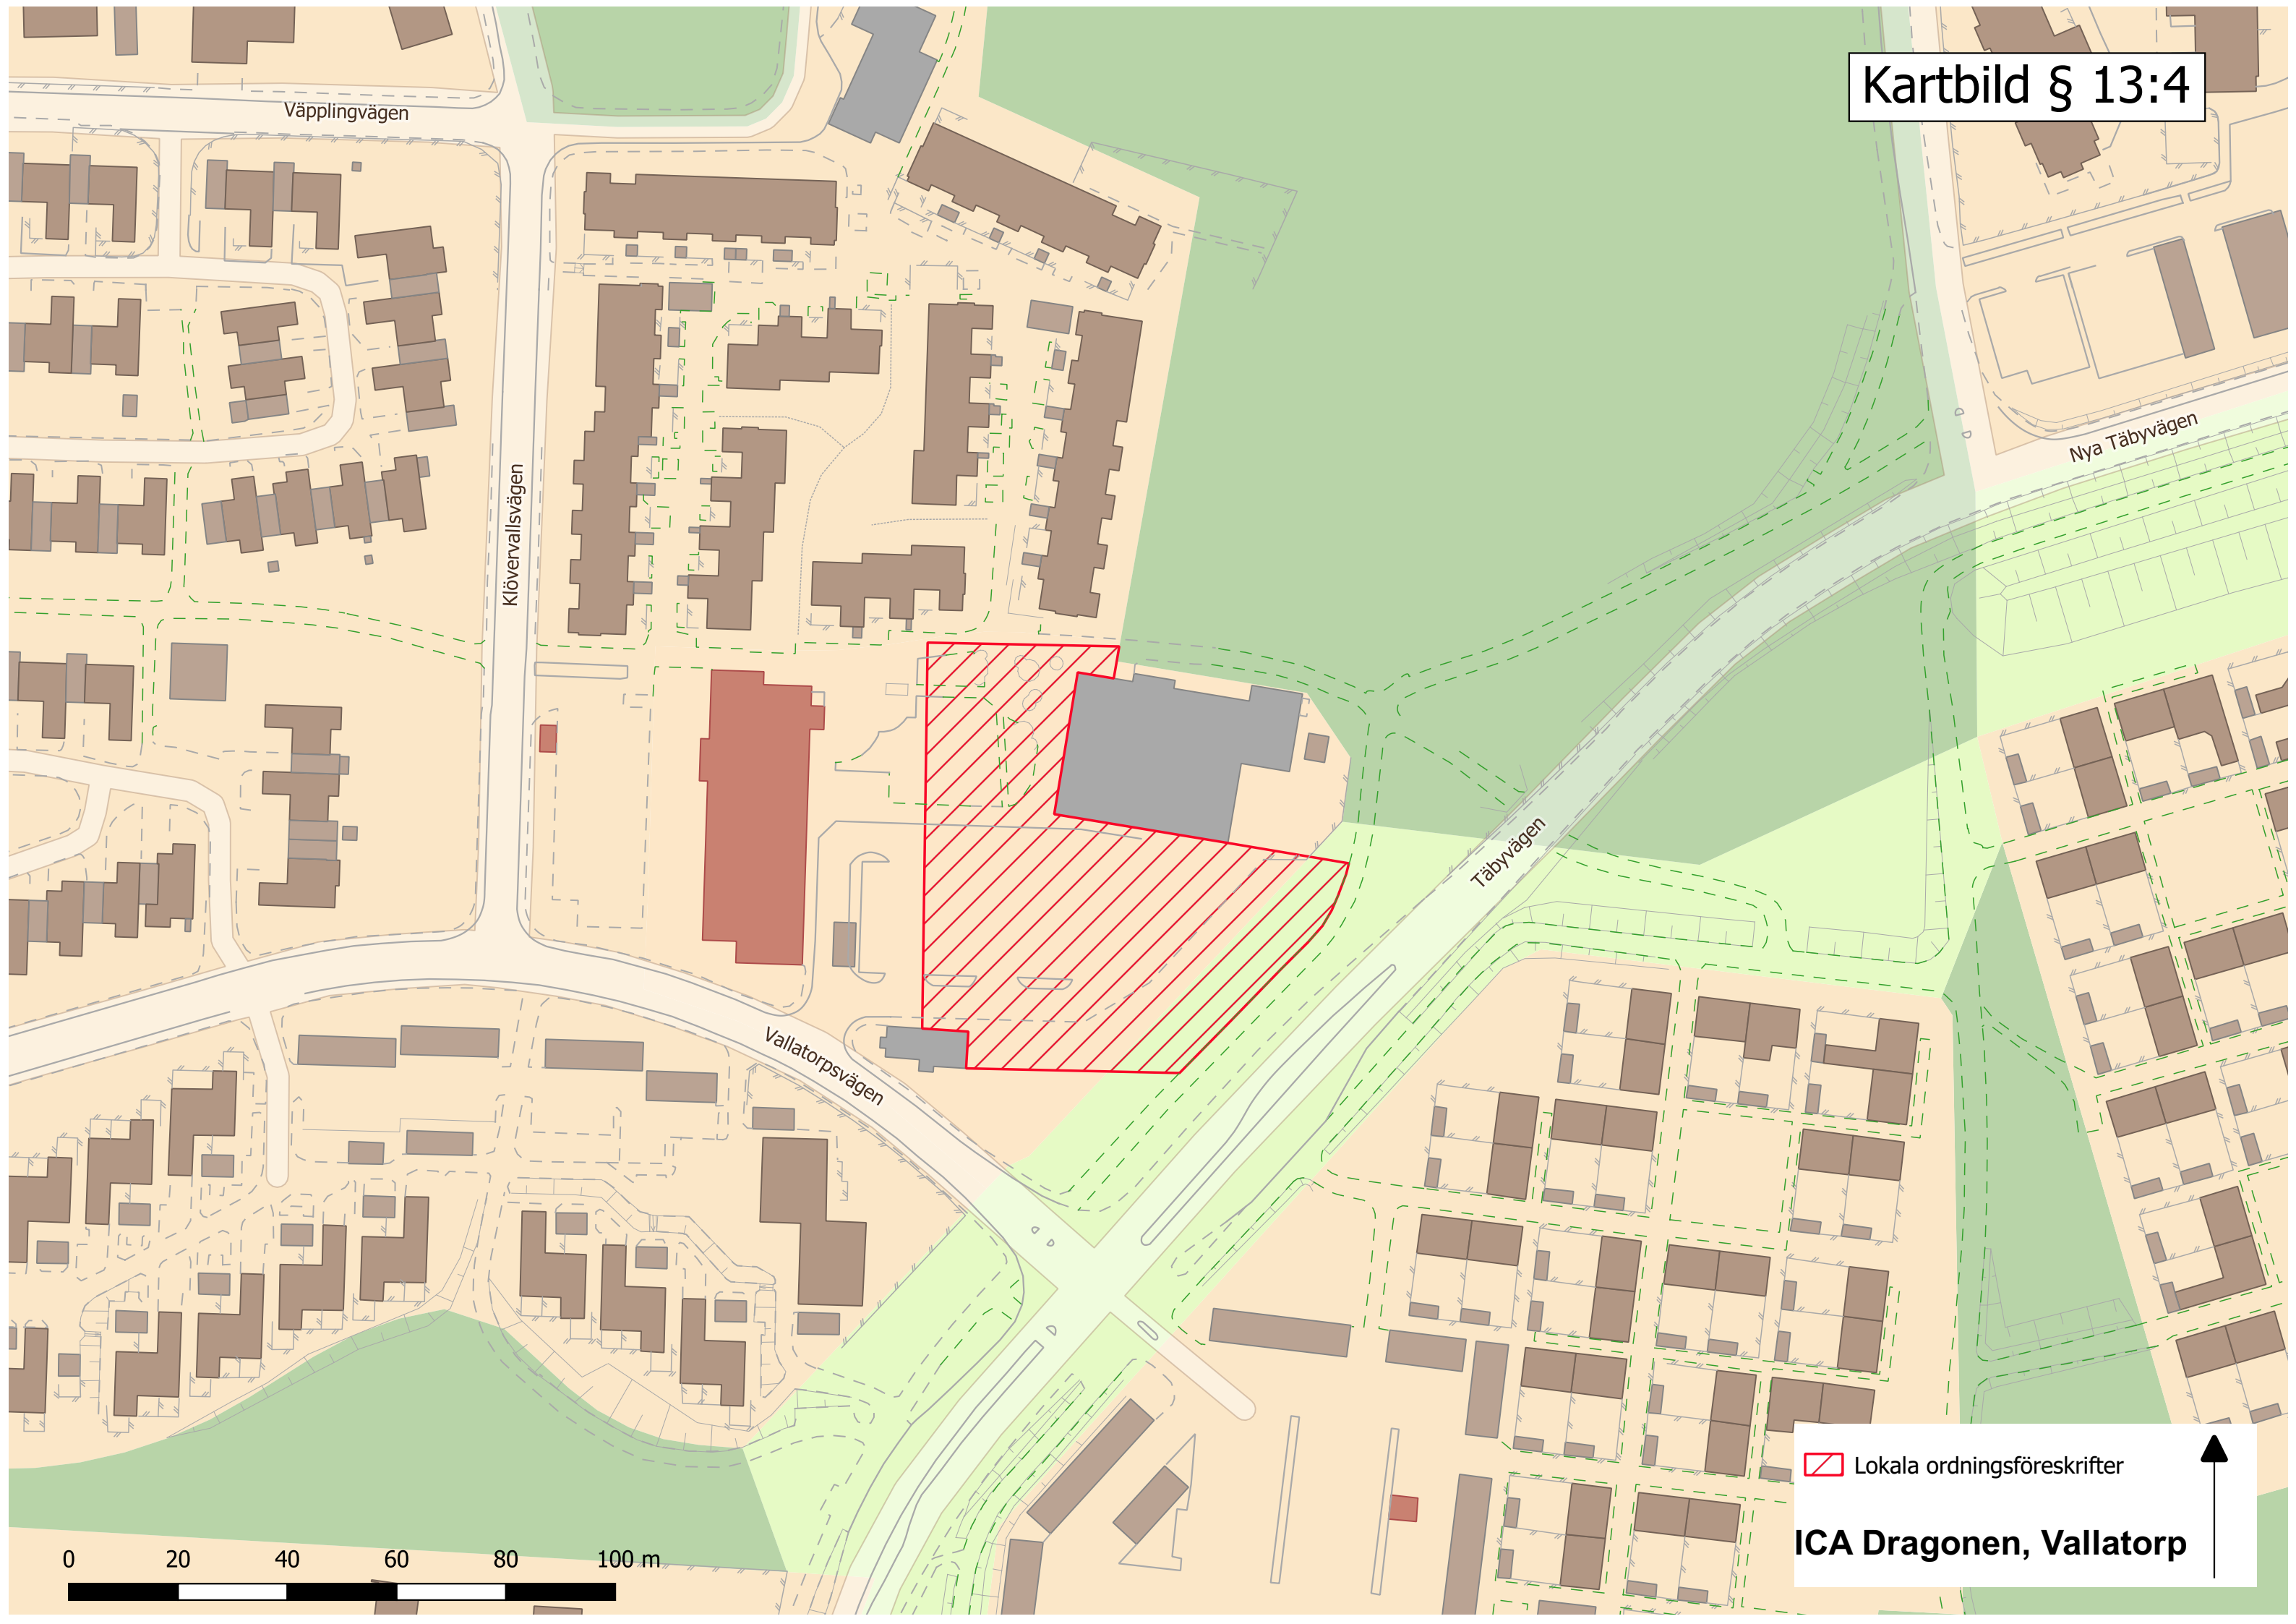 Kartbild § 13:4
Väpplingvägen
Nya Täbyvägen
Klövervallsvägen
Täbyvägen
Vallatorpsvägen
Lokala ordningsföreskrifter
ICA Dragonen, Vallatorp
0 20 40 60 80 100 m